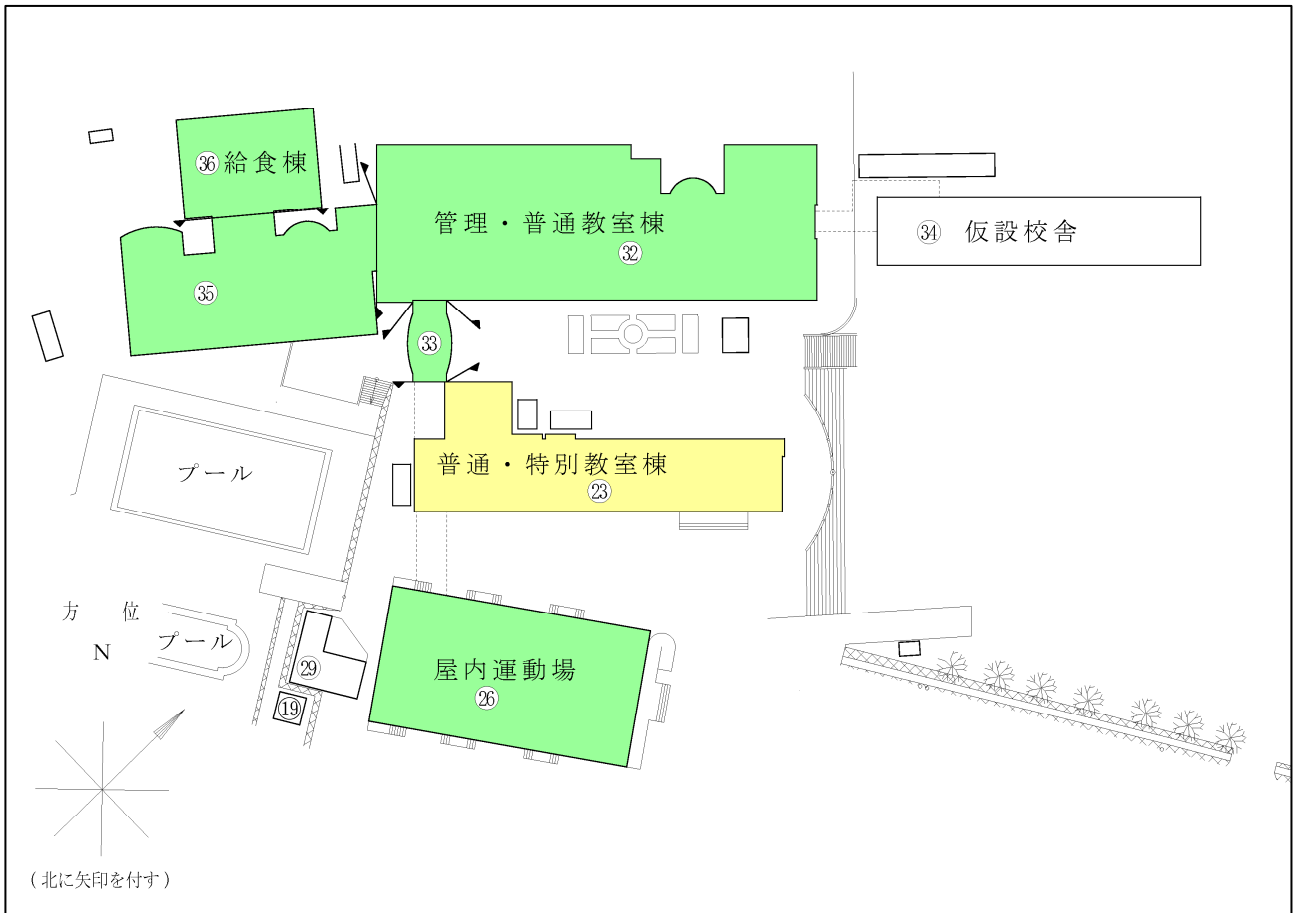 ㊱給食棟
管理・普通教室棟
㉜
㉞ 仮設校舎
㉟
㉝
プール
普通・特別教室棟
㉓
方 位
N
プール
㉙
⑲
屋内運動場
㉖
(北に矢印を付す)